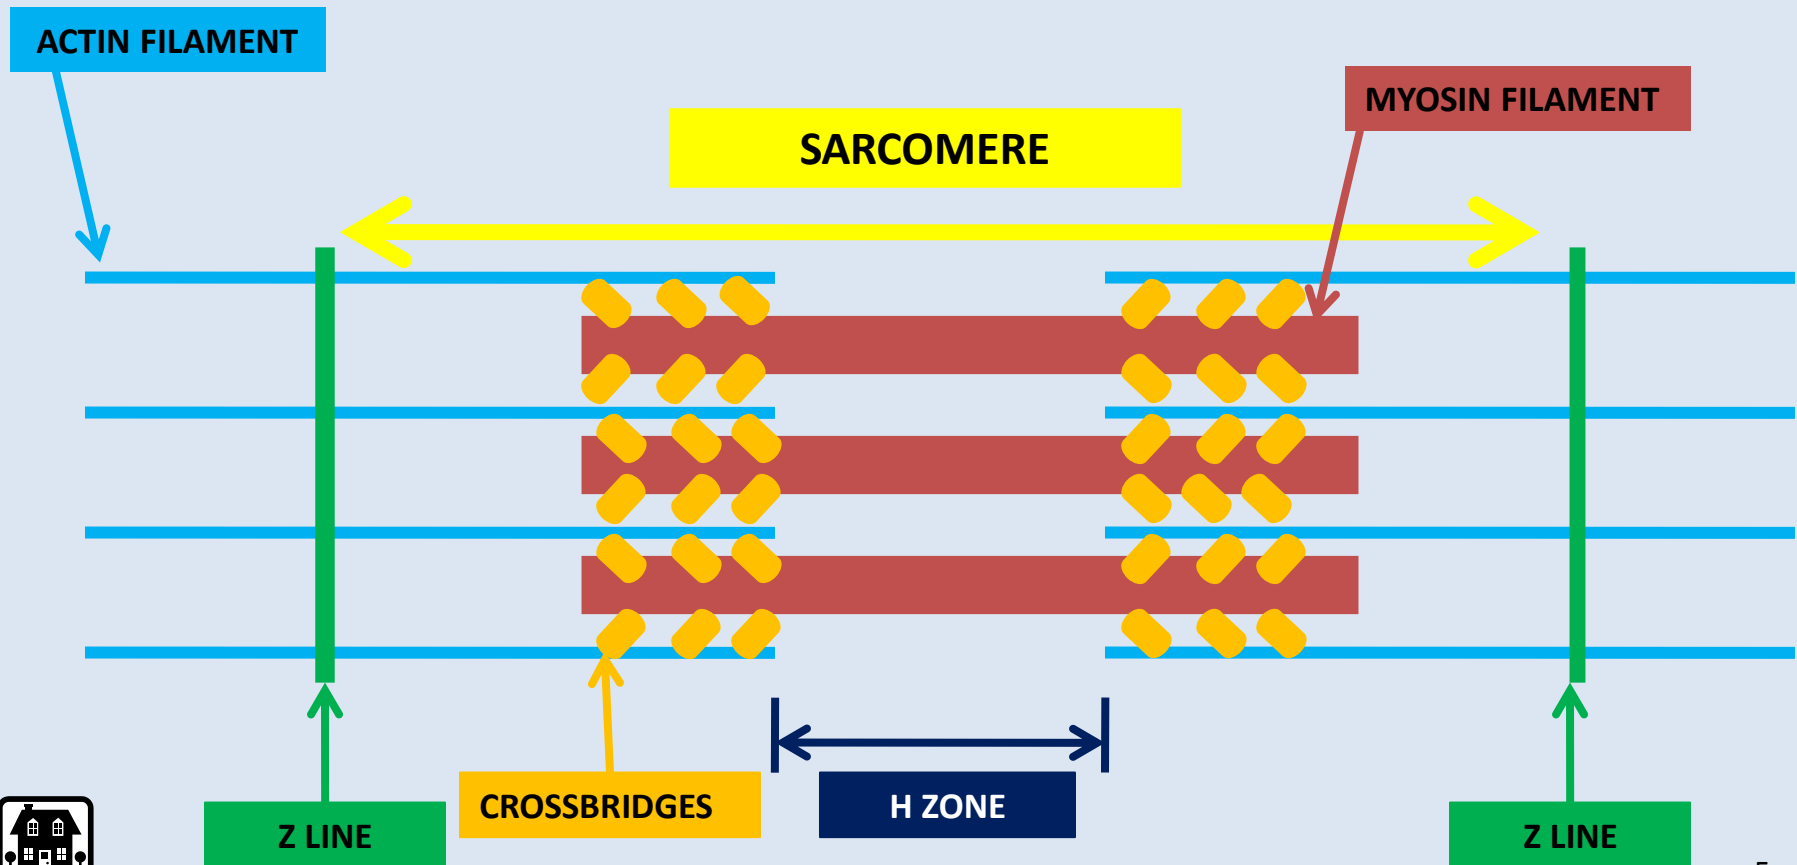 ACTIN FILAMENT
MYOSIN FILAMENT
SARCOMERE
CROSSBRIDGES
H ZONE
Z LINE
Z LINE